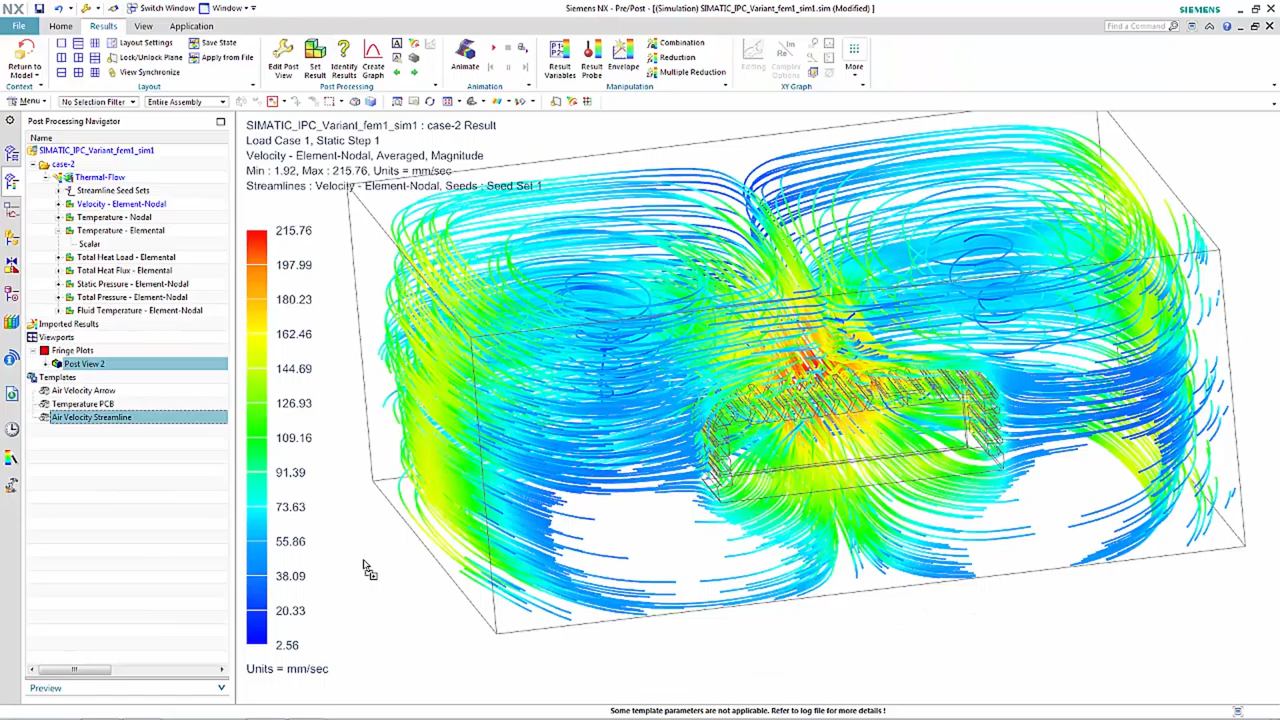 NX Switch Window Window Siemens NX - Pre/Post - [(Simulation) SIMATIC_IPC_Variant_fem1_sim1.sim (Modified) ] SIEMENS
File Home Results View Application Find a Command
Return to Model
Layout Settings
Lock/Unlock Plane
View Synchronize
Save State
Apply from File
Edit Post View
Set Result
Identify Results
Create Graph
Animate
Result Variables
Result Probe
Envelope
Combination
Reduction
Multiple Reduction
Editing
Complex Options
More
Context Layout Post Processing Animation Manipulation XY Graph
Menu No Selection Filter Entire Assembly
Post Processing Navigator
Name
SIMATIC_IPC_Variant_fem1_sim1
case-2
Thermal-Flow
Streamline Seed Sets
Velocity - Element-Nodal
Temperature - Nodal
Temperature - Elemental
Scalar
Total Heat Load - Elemental
Total Heat Flux - Elemental
Static Pressure - Element-Nodal
Total Pressure - Element-Nodal
Fluid Temperature - Element-Nodal
Imported Results
Viewports
Fringe Plots
Post View 2
Templates
Air Velocity Arrow
Temperature PCB
Air Velocity Streamline
Preview
SIMATIC_IPC_Variant_fem1_sim1 : case-2 Result
Load Case 1, Static Step 1
Velocity - Element-Nodal, Averaged, Magnitude
Min : 1.92, Max : 215.76, Units = mm/sec
Streamlines : Velocity - Element-Nodal, Seeds : Seed Set 1
215.76
197.99
180.23
162.46
144.69
126.93
109.16
91.39
73.63
55.86
38.09
20.33
2.56
Units = mm/sec
Some template parameters are not applicable. Refer to log file for more details !